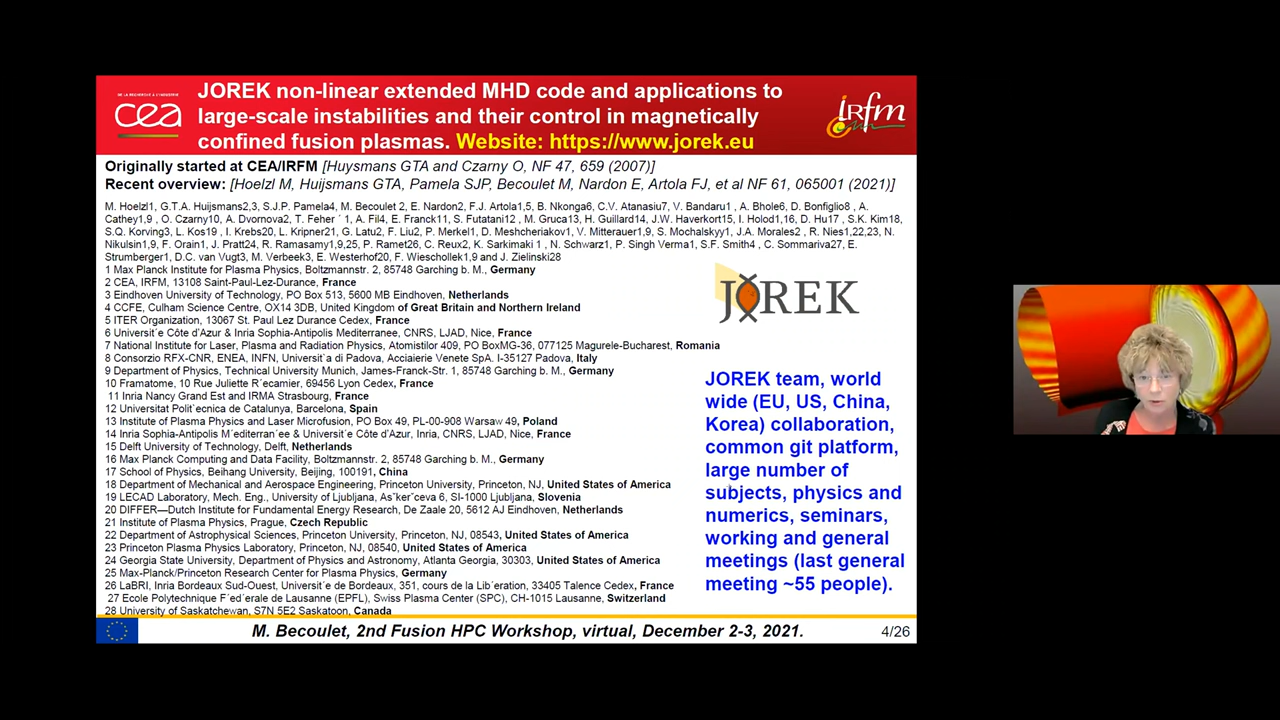 DE LA RECHERCHE À L'INDUSTRIE
cea
JOREK non-linear extended MHD code and applications to
large-scale instabilities and their control in magnetically
confined fusion plasmas. Website: https://www.jorek.eu
irfm
Originally started at CEA/IRFM [Huysmans GTA and Czarny O, NF 47, 659 (2007)]
Recent overview: [Hoelzl M, Huijsmans GTA, Pamela SJP, Becoulet M, Nardon E, Artola FJ, et al NF 61, 065001 (2021)]
M. Hoelzl1, G.T.A. Huijsmans2,3, S.J.P. Pamela4, M. Becoulet 2, E. Nardon2, F.J. Artola1,5, B. Nkonga6, C.V. Atanasiu7, V. Bandaru1 , A. Bhole6, D. Bonfiglio8 , A.
Cathey1,9 , O. Czarny10, A. Dvornova2, T. Feher ´ 1, A. Fil4, E. Franck11, S. Futatani12 , M. Gruca13, H. Guillard14, J.W. Haverkort15, I. Holod1,16, D. Hu17 , S.K. Kim18,
S.Q. Korving3, L. Kos19 , I. Krebs20, L. Kripner21, G. Latu2, F. Liu2, P. Merkel1, D. Meshcheriakov1, V. Mitterauer1,9, S. Mochalskyy1, J.A. Morales2 , R. Nies1,22,23, N.
Nikulsin1,9, F. Orain1, J. Pratt24, R. Ramasamy1,9,25, P. Ramet26, C. Reux2, K. Sarkimaki 1 , N. Schwarz1, P. Singh Verma1, S.F. Smith4 , C. Sommariva27, E.
Strumberger1, D.C. van Vugt3, M. Verbeek3, E. Westerhof20, F. Wieschollek1,9 and J. Zielinski28
1 Max Planck Institute for Plasma Physics, Boltzmannstr. 2, 85748 Garching b. M., Germany
2 CEA, IRFM, 13108 Saint-Paul-Lez-Durance, France
3 Eindhoven University of Technology, PO Box 513, 5600 MB Eindhoven, Netherlands
4 CCFE, Culham Science Centre, OX14 3DB, United Kingdom of Great Britain and Northern Ireland
5 ITER Organization, 13067 St. Paul Lez Durance Cedex, France
6 Universit´e Côte d'Azur & Inria Sophia-Antipolis Mediterranee, CNRS, LJAD, Nice, France
7 National Institute for Laser, Plasma and Radiation Physics, Atomistilor 409, PO BoxMG-36, 077125 Magurele-Bucharest, Romania
8 Consorzio RFX-CNR, ENEA, INFN, Universit`a di Padova, Acciaierie Venete SpA. I-35127 Padova, Italy
9 Department of Physics, Technical University Munich, James-Franck-Str. 1, 85748 Garching b. M., Germany
10 Framatome, 10 Rue Juliette R´ecamier, 69456 Lyon Cedex, France
11 Inria Nancy Grand Est and IRMA Strasbourg, France
12 Universitat Polit`ecnica de Catalunya, Barcelona, Spain
13 Institute of Plasma Physics and Laser Microfusion, PO Box 49, PL-00-908 Warsaw 49, Poland
14 Inria Sophia-Antipolis M´editerran´ee & Universit´e Côte d'Azur, Inria, CNRS, LJAD, Nice, France
15 Delft University of Technology, Delft, Netherlands
16 Max Planck Computing and Data Facility, Boltzmannstr. 2, 85748 Garching b. M., Germany
17 School of Physics, Beihang University, Beijing, 100191, China
18 Department of Mechanical and Aerospace Engineering, Princeton University, Princeton, NJ, United States of America
19 LECAD Laboratory, Mech. Eng., University of Ljubljana, Asˇkerˇceva 6, SI-1000 Ljubljana, Slovenia
20 DIFFER—Dutch Institute for Fundamental Energy Research, De Zaale 20, 5612 AJ Eindhoven, Netherlands
21 Institute of Plasma Physics, Prague, Czech Republic
22 Department of Astrophysical Sciences, Princeton University, Princeton, NJ, 08543, United States of America
23 Princeton Plasma Physics Laboratory, Princeton, NJ, 08540, United States of America
24 Georgia State University, Department of Physics and Astronomy, Atlanta Georgia, 30303, United States of America
25 Max-Planck/Princeton Research Center for Plasma Physics, Germany
26 LaBRI, Inria Bordeaux Sud-Ouest, Universit´e de Bordeaux, 351, cours de la Lib´eration, 33405 Talence Cedex, France
27 Ecole Polytechnique F´ed´erale de Lausanne (EPFL), Swiss Plasma Center (SPC), CH-1015 Lausanne, Switzerland
28 University of Saskatchewan, S7N 5E2 Saskatoon, Canada
JOREK
JOREK team, world
wide (EU, US, China,
Korea) collaboration,
common git platform,
large number of
subjects, physics and
numerics, seminars,
working and general
meetings (last general
meeting ~55 people).
M. Becoulet, 2nd Fusion HPC Workshop, virtual, December 2-3, 2021.
4/26